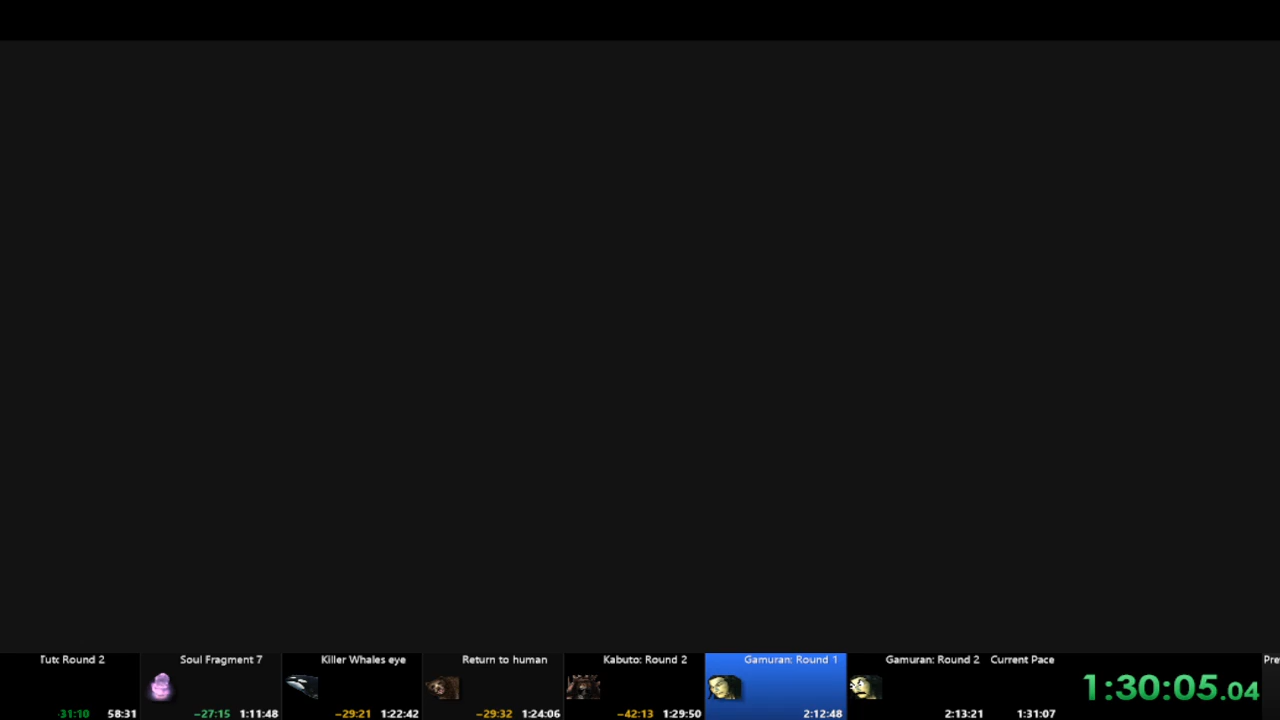 Tutc Round 2
-31:10 58:31
Soul Fragment 7
-27:15 1:11:48
Killer Whales eye
-29:21 1:22:42
Return to human
-29:32 1:24:06
Kabuto: Round 2
-42:13 1:29:50
Gamuran: Round 1
2:12:48
Gamuran: Round 2
2:13:21
Current Pace
1:31:07
1:30:05.04
Pre